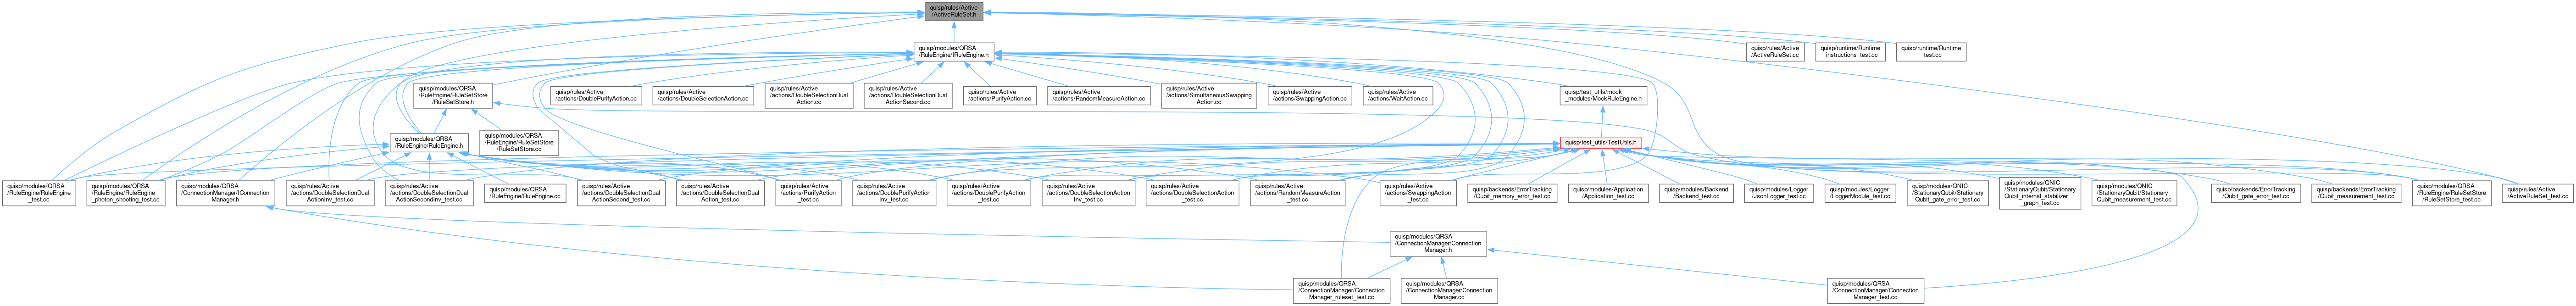 quisp/rules/Active
/ActiveRuleSet.h
quisp/modules/QRSA
/RuleEngine/IRuleEngine.h
quisp/rules/Active
/ActiveRuleSet.cc
quisp/runtime/Runtime
_instructions_test.cc
quisp/runtime/Runtime
_test.cc
quisp/modules/QRSA
/RuleEngine/RuleSetStore
/RuleSetStore.h
quisp/rules/Active
/actions/DoublePurifyAction.cc
quisp/rules/Active
/actions/DoubleSelectionAction.cc
quisp/rules/Active
/actions/DoubleSelectionDual
Action.cc
quisp/rules/Active
/actions/DoubleSelectionDual
ActionSecond.cc
quisp/rules/Active
/actions/PurifyAction.cc
quisp/rules/Active
/actions/RandomMeasureAction.cc
quisp/rules/Active
/actions/SimultaneousSwapping
Action.cc
quisp/rules/Active
/actions/SwappingAction.cc
quisp/rules/Active
/actions/WaitAction.cc
quisp/test_utils/mock
_modules/MockRuleEngine.h
quisp/modules/QRSA
/RuleEngine/RuleEngine.h
quisp/modules/QRSA
/RuleEngine/RuleSetStore
/RuleSetStore.cc
quisp/test_utils/TestUtils.h
quisp/modules/QRSA
/RuleEngine/RuleEngine
_test.cc
quisp/modules/QRSA
/RuleEngine/RuleEngine
_photon_shooting_test.cc
quisp/modules/QRSA
/ConnectionManager/IConnection
Manager.h
quisp/rules/Active
/actions/DoubleSelectionDual
ActionInv_test.cc
quisp/rules/Active
/actions/DoubleSelectionDual
ActionSecondInv_test.cc
quisp/modules/QRSA
/RuleEngine/RuleEngine.cc
quisp/rules/Active
/actions/DoubleSelectionDual
ActionSecond_test.cc
quisp/rules/Active
/actions/DoubleSelectionDual
Action_test.cc
quisp/rules/Active
/actions/PurifyAction
_test.cc
quisp/rules/Active
/actions/DoublePurifyAction
Inv_test.cc
quisp/rules/Active
/actions/DoublePurifyAction
_test.cc
quisp/rules/Active
/actions/DoubleSelectionAction
Inv_test.cc
quisp/rules/Active
/actions/DoubleSelectionAction
_test.cc
quisp/rules/Active
/actions/RandomMeasureAction
_test.cc
quisp/rules/Active
/actions/SwappingAction
_test.cc
quisp/backends/ErrorTracking
/Qubit_memory_error_test.cc
quisp/modules/Application
/Application_test.cc
quisp/modules/Backend
/Backend_test.cc
quisp/modules/Logger
/JsonLogger_test.cc
quisp/modules/Logger
/LoggerModule_test.cc
quisp/modules/QNIC
/StationaryQubit/Stationary
Qubit_gate_error_test.cc
quisp/modules/QNIC
/StationaryQubit/Stationary
Qubit_internal_stabilizer
_graph_test.cc
quisp/modules/QNIC
/StationaryQubit/Stationary
Qubit_measurement_test.cc
quisp/backends/ErrorTracking
/Qubit_gate_error_test.cc
quisp/backends/ErrorTracking
/Qubit_measurement_test.cc
quisp/modules/QRSA
/RuleEngine/RuleSetStore
/RuleSetStore_test.cc
quisp/rules/Active
/ActiveRuleSet_test.cc
quisp/modules/QRSA
/ConnectionManager/Connection
Manager.h
quisp/modules/QRSA
/ConnectionManager/Connection
Manager_ruleset_test.cc
quisp/modules/QRSA
/ConnectionManager/Connection
Manager.cc
quisp/modules/QRSA
/ConnectionManager/Connection
Manager_test.cc